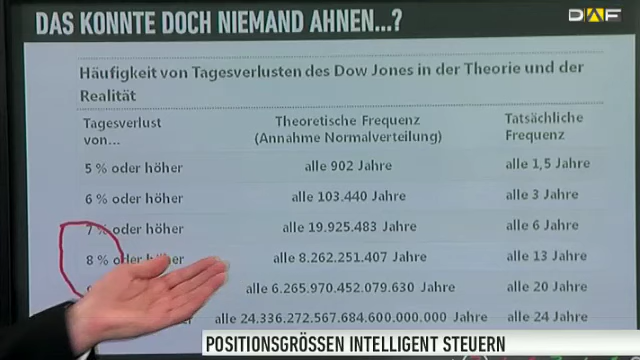 DAS KONNTE DOCH NIEMAND AHNEN...?
DAF
Häufigkeit von Tagesverlusten des Dow Jones in der Theorie und der
Realität
Tagesverlust
von...
Theoretische Frequenz
(Annahme Normalverteilung)
Tatsächliche
Frequenz
5 % oder höher alle 902 Jahre alle 1,5 Jahre
6 % oder höher alle 103.440 Jahre alle 3 Jahre
7 % oder höher alle 19.925.483 Jahre alle 6 Jahre
8 % oder höher alle 8.262.251.407 Jahre alle 13 Jahre
alle 6.265.970.452.079.630 Jahre alle 20 Jahre
alle 24.336.272.567.684.600.000.000 Jahre alle 24 Jahre
POSITIONSGRÖSSEN INTELLIGENT STEUERN